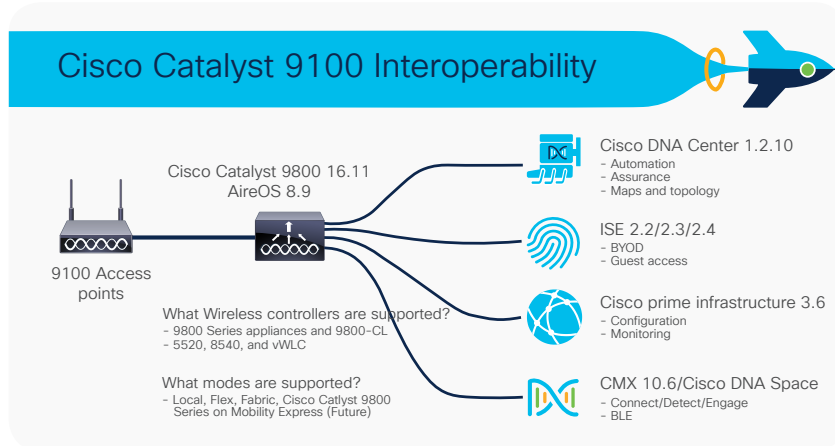 Cisco Catalyst 9100 Interoperability
Cisco Catalyst 9800 16.11
AireOS 8.9
9100 Access
points
What Wireless controllers are supported?
- 9800 Series appliances and 9800-CL
- 5520, 8540, and vWLC
What modes are supported?
- Local, Flex, Fabric, Cisco Catlyst 9800
Series on Mobility Express (Future)
Cisco DNA Center 1.2.10
- Automation
- Assurance
- Maps and topology
ISE 2.2/2.3/2.4
- BYOD
- Guest access
Cisco prime infrastructure 3.6
- Configuration
- Monitoring
CMX 10.6/Cisco DNA Space
- Connect/Detect/Engage
- BLE